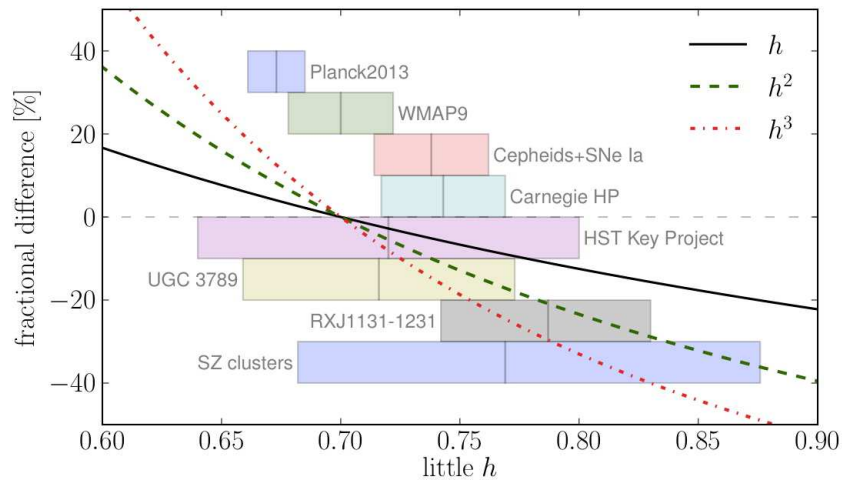 fractional difference [%]
40
20
0
−20
−40
Planck2013
WMAP9
Cepheids+SNe Ia
Carnegie HP
HST Key Project
UGC 3789
RXJ1131-1231
SZ clusters
h
h²
h³
0.60 0.65 0.70 0.75 0.80 0.85 0.90
little h